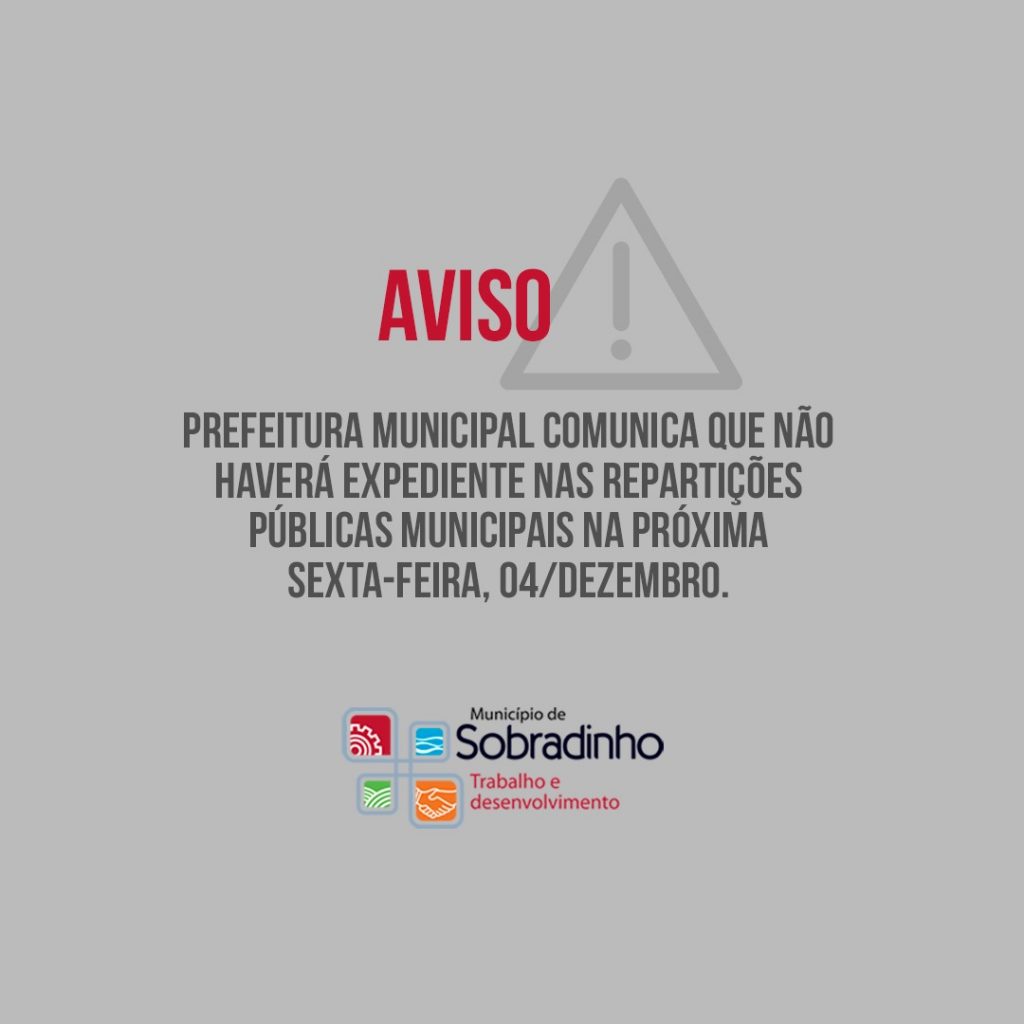 AVISO
PREFEITURA MUNICIPAL COMUNICA QUE NÃO
HAVERÁ EXPEDIENTE NAS REPARTIÇÕES
PÚBLICAS MUNICIPAIS NA PRÓXIMA
SEXTA-FEIRA, 04/DEZEMBRO.
Município de
Sobradinho
Trabalho e
desenvolvimento